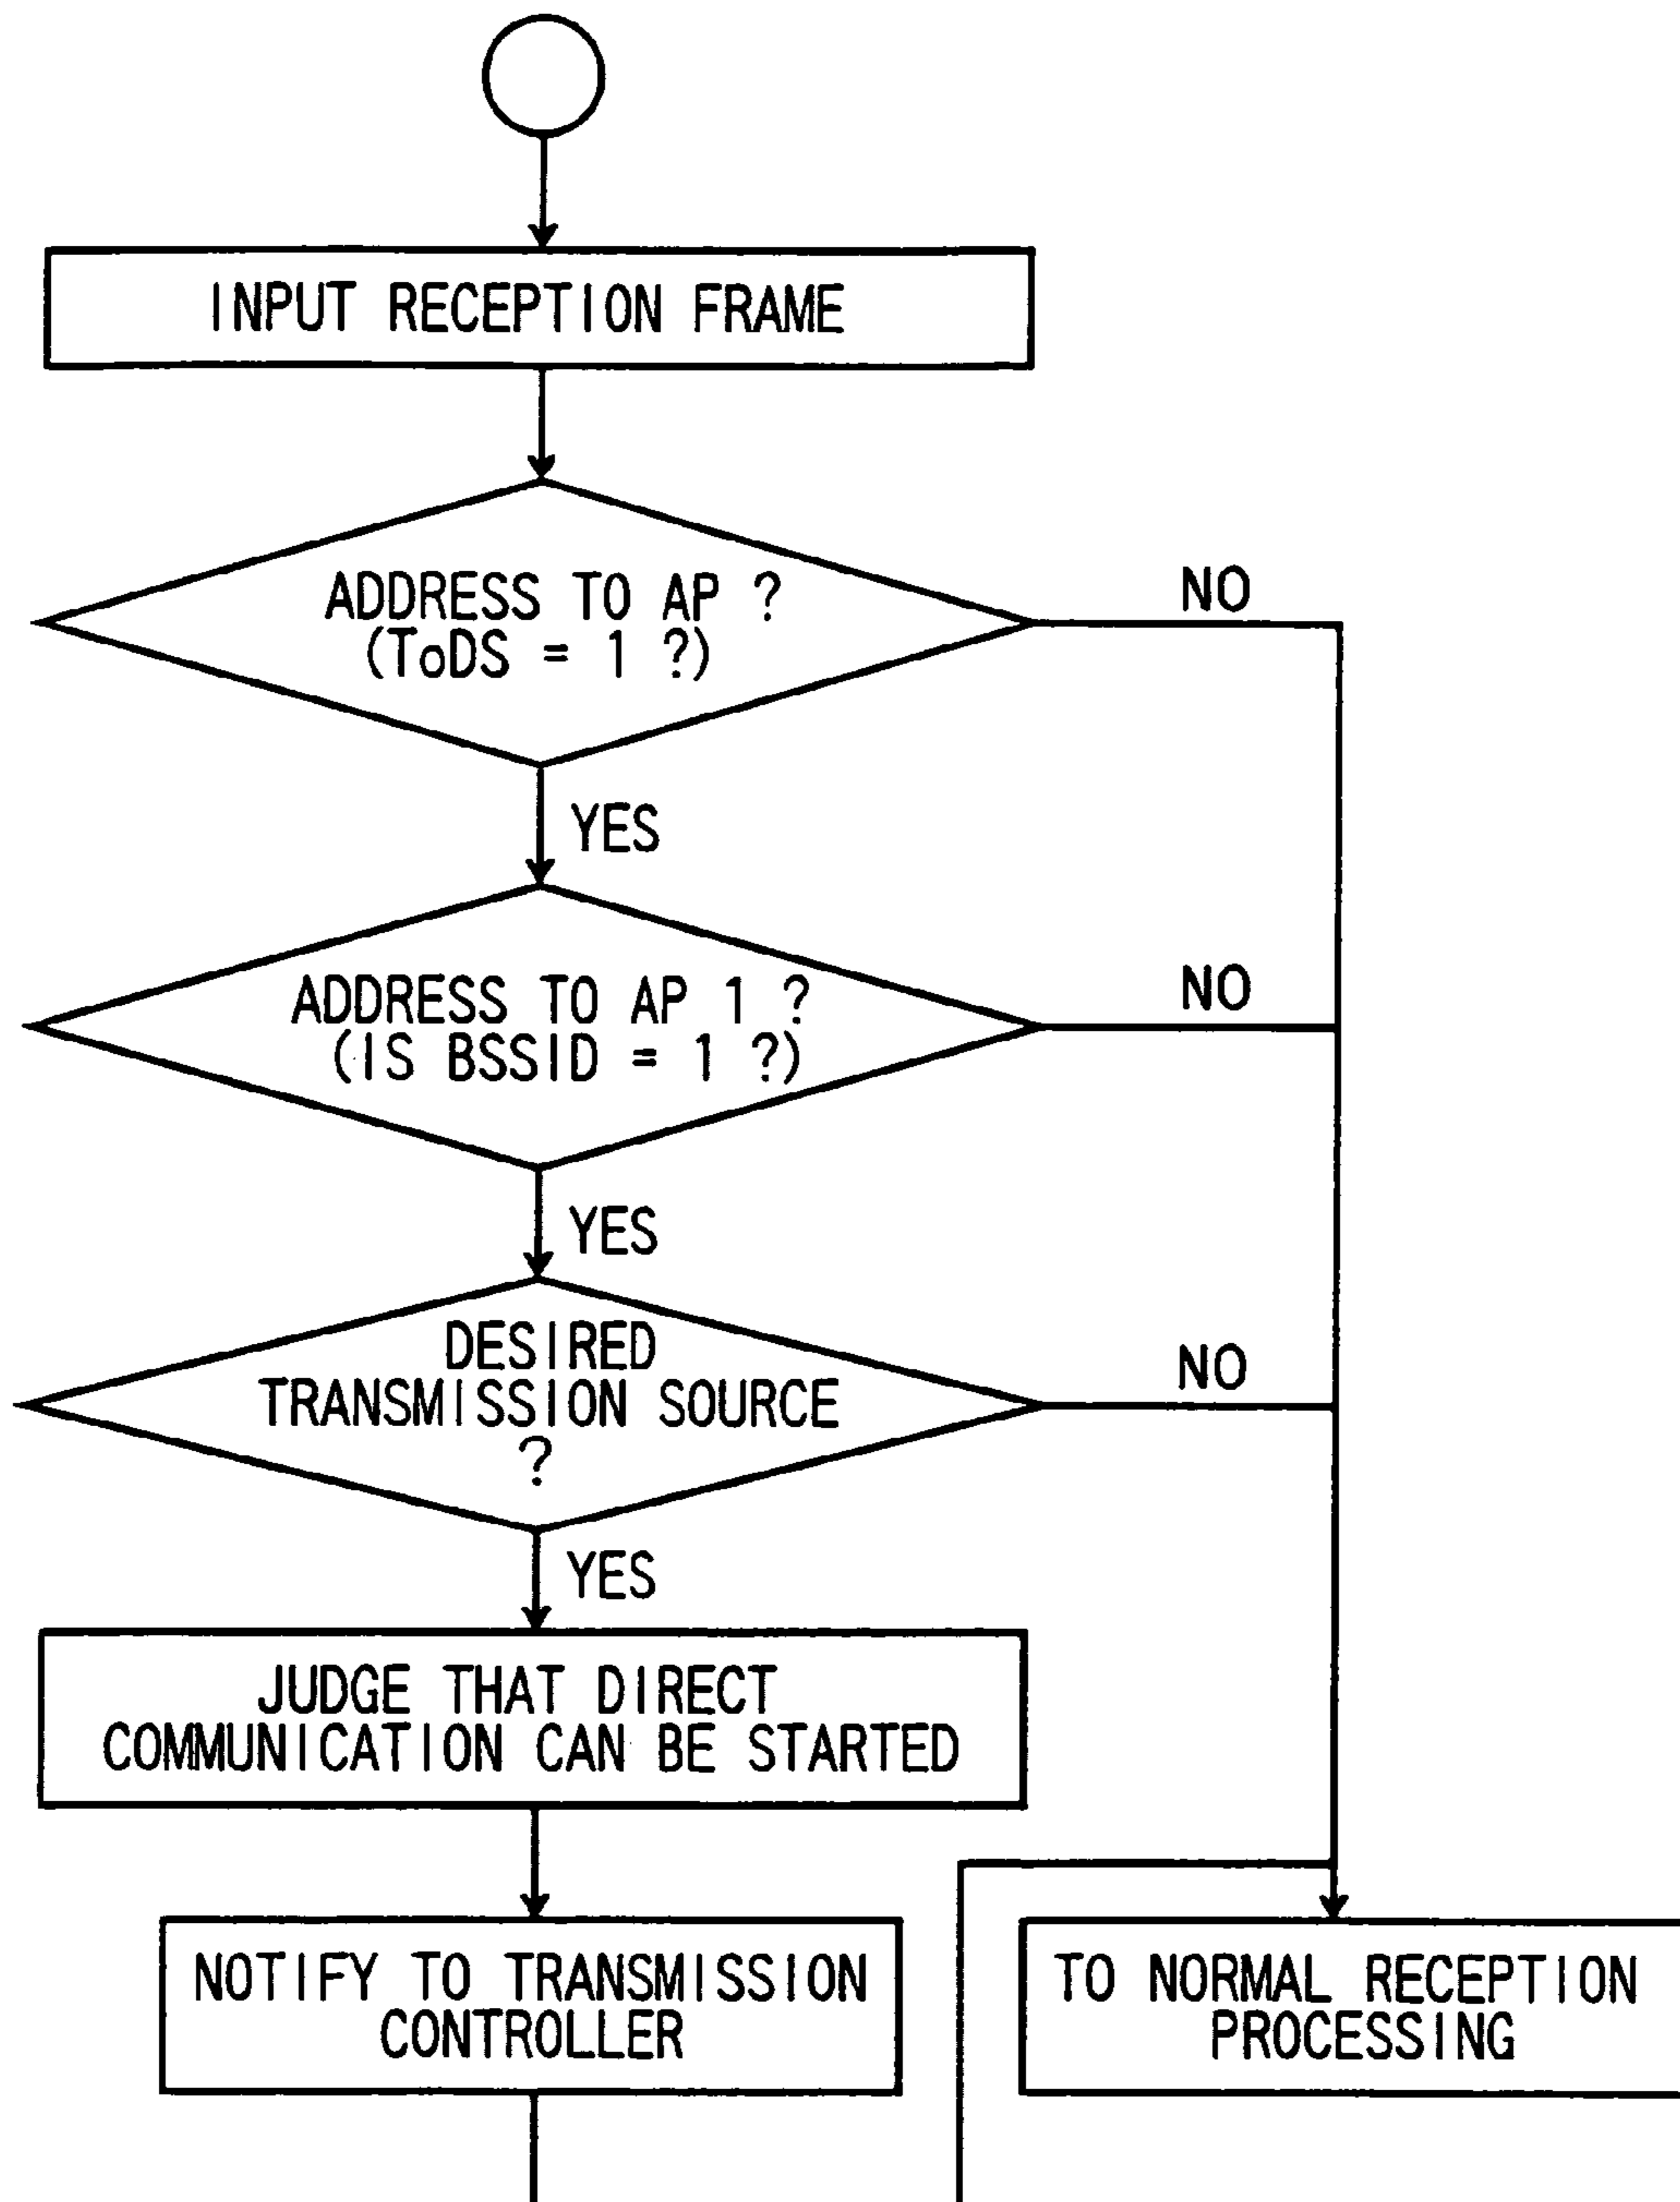 INPUT RECEPTION FRAME
ADDRESS TO AP ?
(ToDS = 1 ?)
NO
YES
ADDRESS TO AP 1 ?
(IS BSSID = 1 ?)
NO
YES
DESIRED
TRANSMISSION SOURCE
?
NO
YES
JUDGE THAT DIRECT
COMMUNICATION CAN BE STARTED
NOTIFY TO TRANSMISSION
CONTROLLER
TO NORMAL RECEPTION
PROCESSING